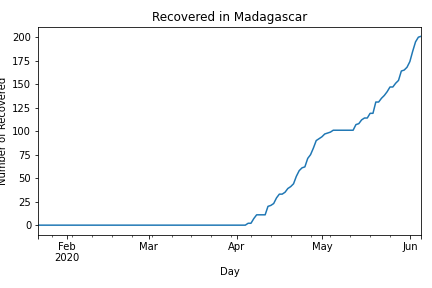 Recovered in Madagascar
Number of Recovered
200
175
150
125
100
75
50
25
0
Feb
2020
Mar
Apr
May
Jun
Day